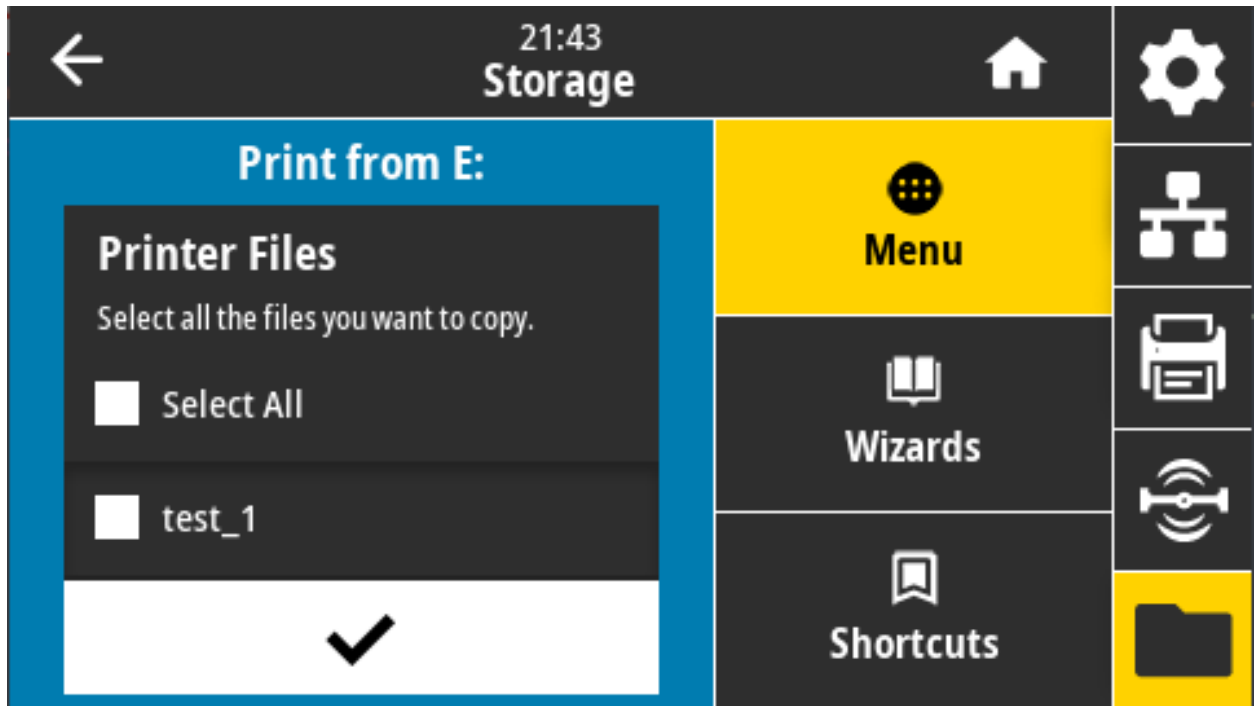 21:43
Storage
Print from E:
Printer Files
Select all the files you want to copy.
Select All
test_1
Menu
Wizards
Shortcuts